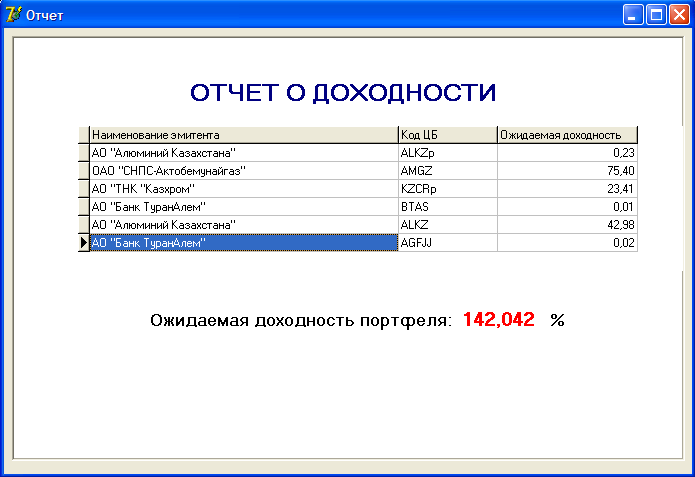 Отчет
ОТЧЕТ О ДОХОДНОСТИ
Наименование эмитента Код ЦБ Ожидаемая доходность
АО "Алюминий Казахстана" ALKZp 0,23
ОАО "СНПС-Актобемунайгаз" AMGZ 75,40
АО "ТНК "Казхром" KZCRp 23,41
АО "Банк ТуранАлем" BTAS 0,01
АО "Алюминий Казахстана" ALKZ 42,98
АО "Банк ТуранАлем" AGFJJ 0,02
Ожидаемая доходность портфеля: 142,042 %